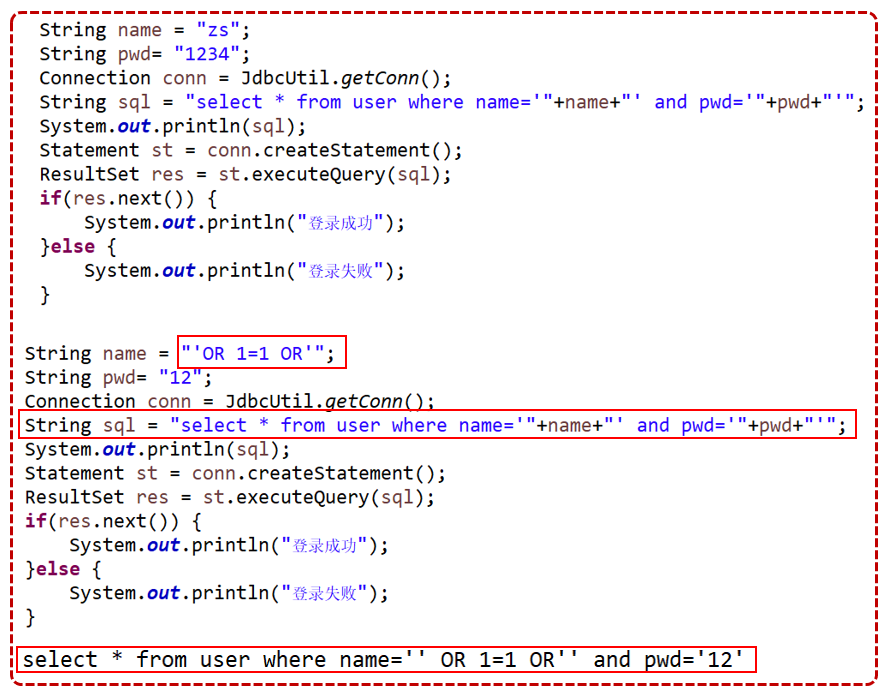 String name = "zs";
String pwd= "1234";
Connection conn = JdbcUtil.getConn();
String sql = "select * from user where name='"+name+"' and pwd='"+pwd+"'";
System.out.println(sql);
Statement st = conn.createStatement();
ResultSet res = st.executeQuery(sql);
if(res.next()) {
System.out.println("登录成功");
}else {
System.out.println("登录失败");
}
String name = "'OR 1=1 OR'";
String pwd= "12";
Connection conn = JdbcUtil.getConn();
String sql = "select * from user where name='"+name+"' and pwd='"+pwd+"'";
System.out.println(sql);
Statement st = conn.createStatement();
ResultSet res = st.executeQuery(sql);
if(res.next()) {
System.out.println("登录成功");
}else {
System.out.println("登录失败");
}
select * from user where name='' OR 1=1 OR'' and pwd='12'